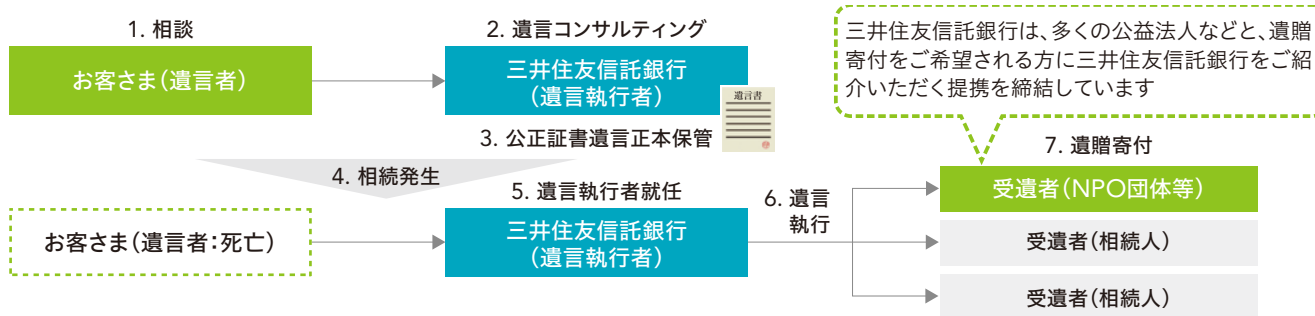 1. 相談
お客さま（遺言者）
2. 遺言コンサルティング
三井住友信託銀行
（遺言執行者）
遺言書
3. 公正証書遺言正本保管
三井住友信託銀行は、多くの公益法人などと、遺贈
寄付をご希望される方に三井住友信託銀行をご紹
介いただく提携を締結しています
4. 相続発生
お客さま（遺言者：死亡）
5. 遺言執行者就任
三井住友信託銀行
（遺言執行者）
6. 遺言
執行
7. 遺贈寄付
受遺者（NPO団体等）
受遺者（相続人）
受遺者（相続人）